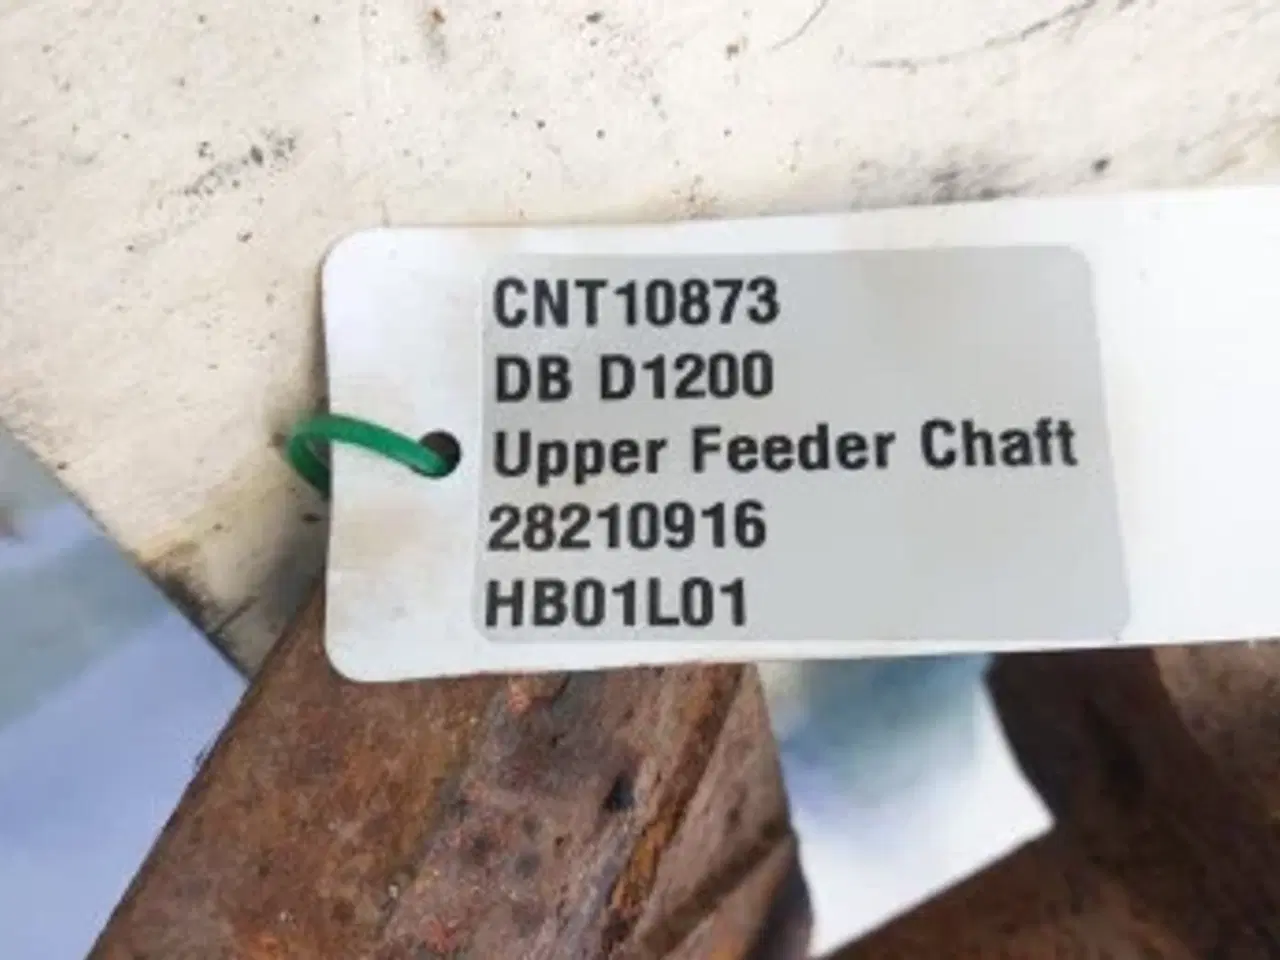 CNT10873
DB D1200
Upper Feeder Chaft
28210916
HB01L01